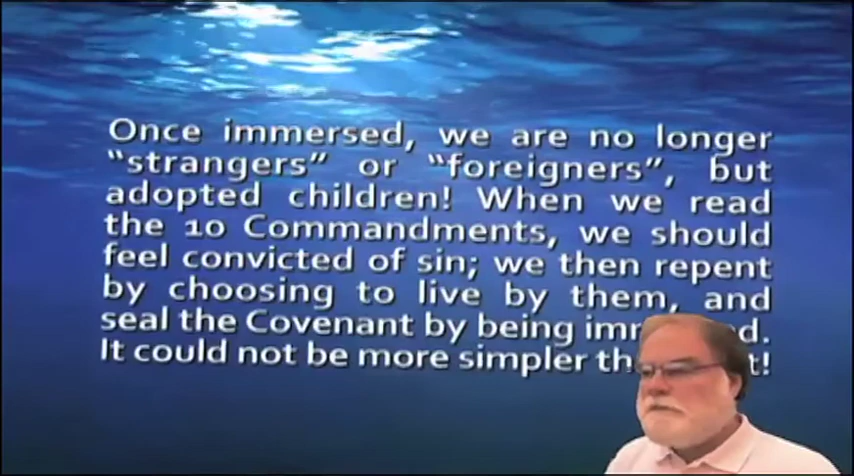 Once immersed, we are no longer
“strangers” or “foreigners”, but
adopted children! When we read
the 10 Commandments, we should
feel convicted of sin; we then repent
by choosing to live by them, and
seal the Covenant by being
It could not be more simpler